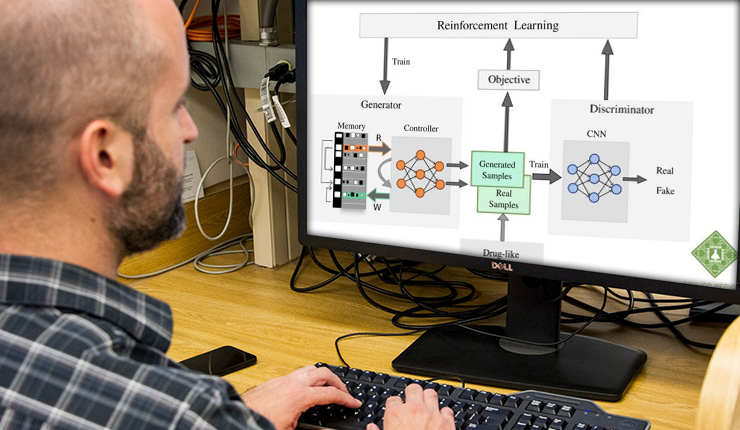 Reinforcement Learning
Train
Objective
Generator
Discriminator
Memory
Controller
CNN
R
W
Generated
Samples
Real
Samples
Train
Real
Fake
Drug-like
DELL